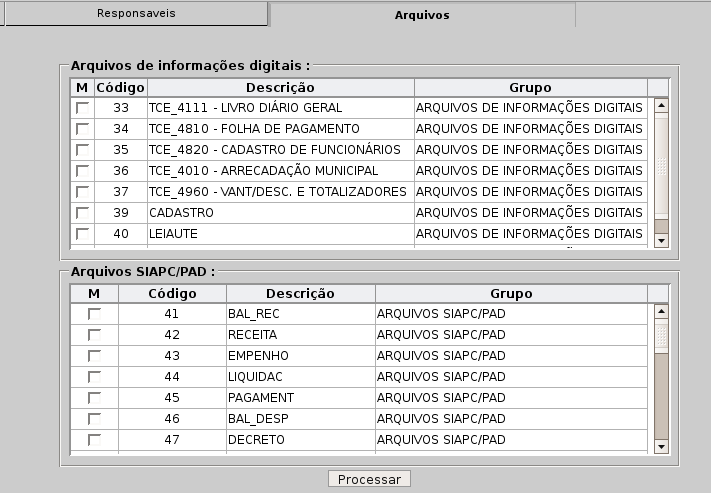 Responsaveis Arquivos
Arquivos de informações digitais :
M Código Descrição Grupo
33 TCE_4111 - LIVRO DIÁRIO GERAL ARQUIVOS DE INFORMAÇÕES DIGITAIS
34 TCE_4810 - FOLHA DE PAGAMENTO ARQUIVOS DE INFORMAÇÕES DIGITAIS
35 TCE_4820 - CADASTRO DE FUNCIONÁRIOS ARQUIVOS DE INFORMAÇÕES DIGITAIS
36 TCE_4010 - ARRECADAÇÃO MUNICIPAL ARQUIVOS DE INFORMAÇÕES DIGITAIS
37 TCE_4960 - VANT/DESC. E TOTALIZADORES ARQUIVOS DE INFORMAÇÕES DIGITAIS
39 CADASTRO ARQUIVOS DE INFORMAÇÕES DIGITAIS
40 LEIAUTE ARQUIVOS DE INFORMAÇÕES DIGITAIS
Arquivos SIAPC/PAD :
M Código Descrição Grupo
41 BAL_REC ARQUIVOS SIAPC/PAD
42 RECEITA ARQUIVOS SIAPC/PAD
43 EMPENHO ARQUIVOS SIAPC/PAD
44 LIQUIDAC ARQUIVOS SIAPC/PAD
45 PAGAMENT ARQUIVOS SIAPC/PAD
46 BAL_DESP ARQUIVOS SIAPC/PAD
47 DECRETO ARQUIVOS SIAPC/PAD
Processar